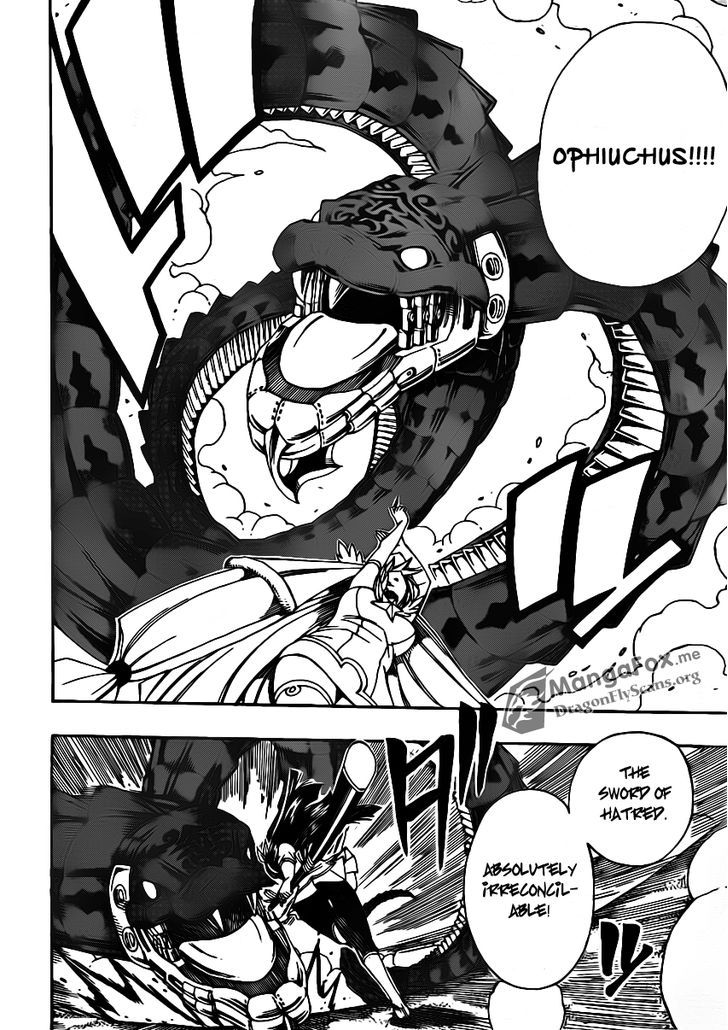 OPHIUCHUS!!!!
MANGAFOX.me
DRAGONFLYSCANS.org
THE
SWORD OF
HATRED.
ABSOLUTELY
IRRECONCIL-
ABLE!